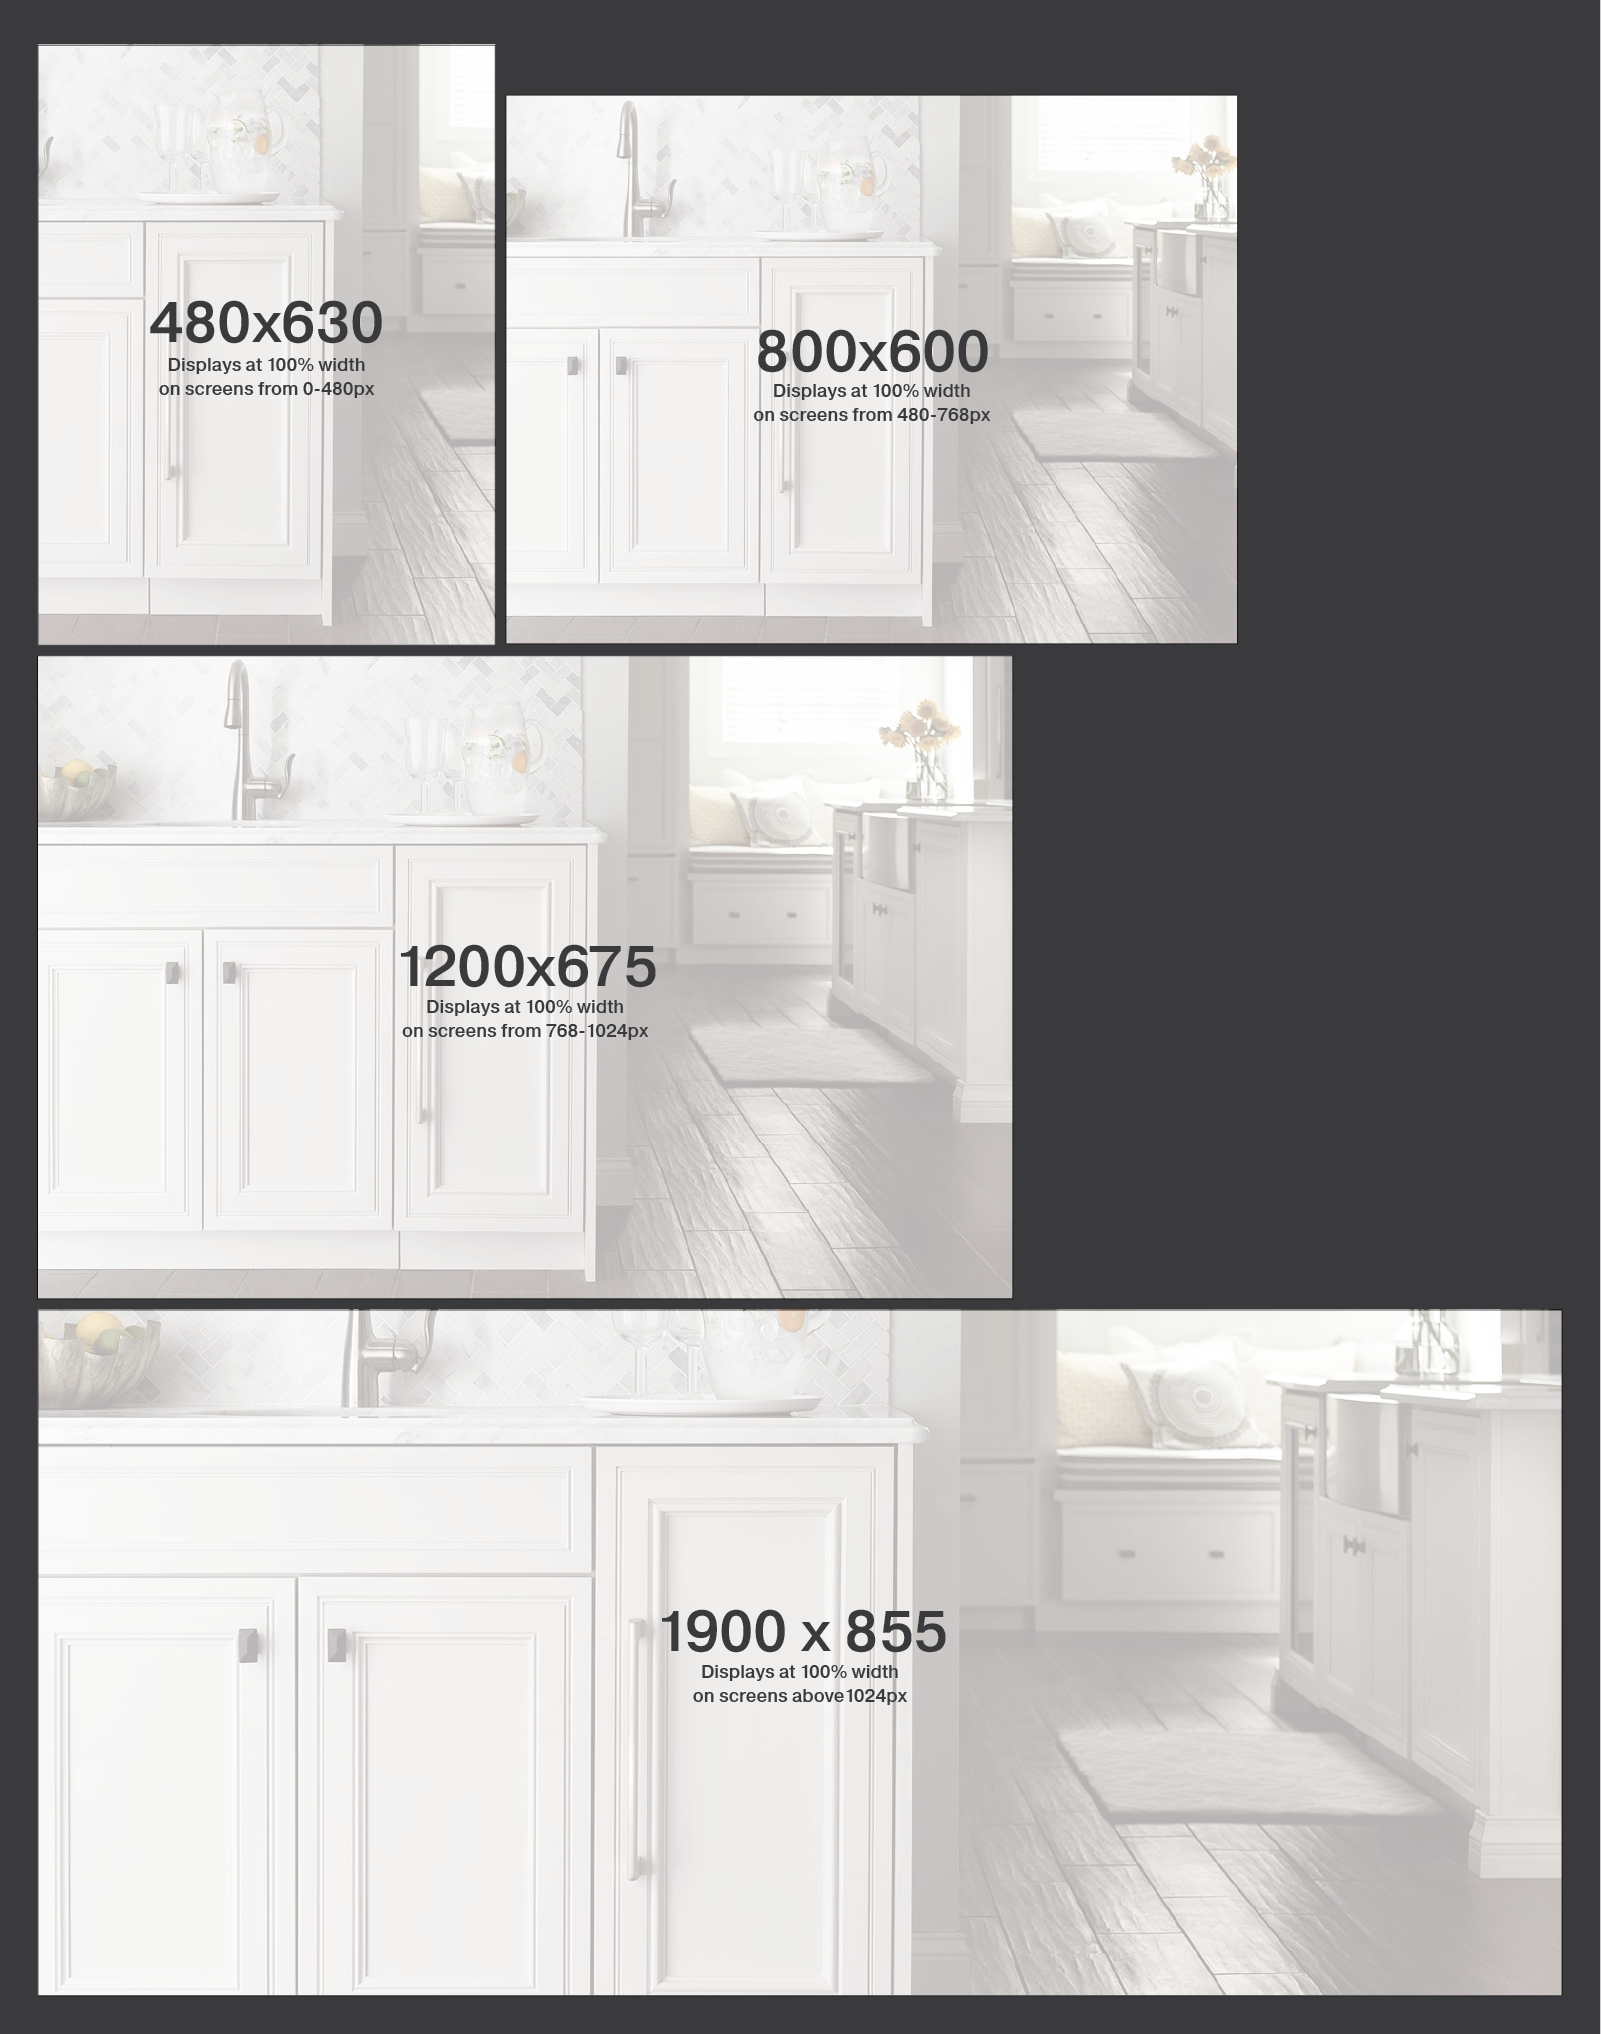 480x630
Displays at 100% width
on screens from 0-480px
800x600
Displays at 100% width
on screens from 480-768px
1200x675
Displays at 100% width
on screens from 768-1024px
1900 x 855
Displays at 100% width
on screens above 1024px